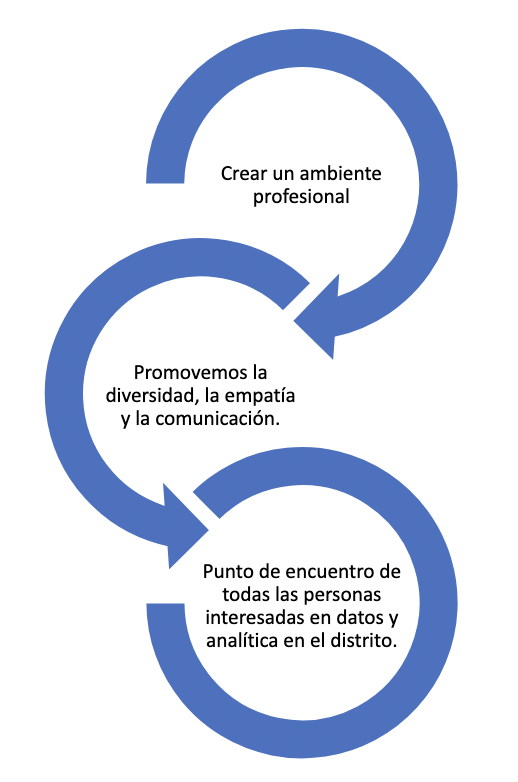 Crear un ambiente
profesional
Promovemos la
diversidad, la empatía
y la comunicación.
Punto de encuentro de
todas las personas
interesadas en datos y
analítica en el distrito.